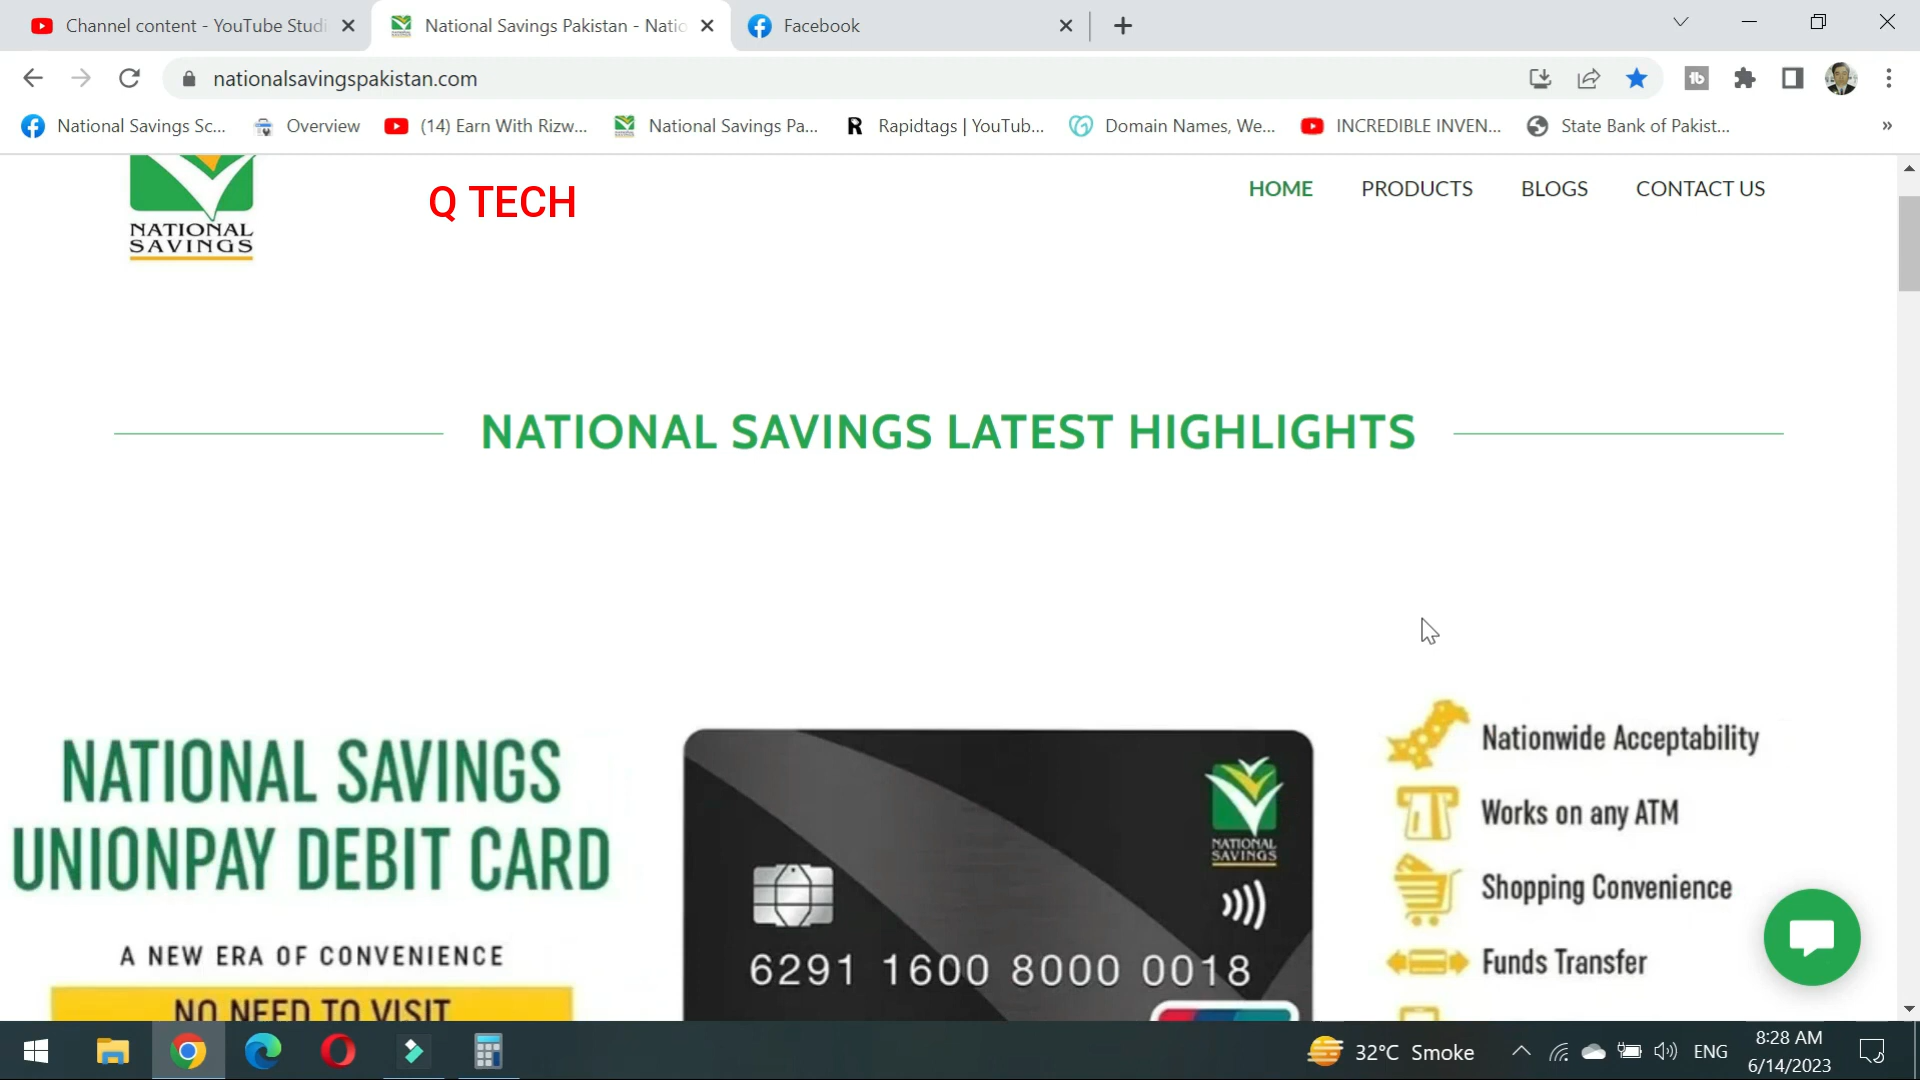 Channel content - YouTube Studi
National Savings Pakistan - Natio
Facebook
nationalsavingspakistan.com
National Savings Sc...
Overview
(14) Earn With Rizw...
National Savings Pa...
Rapidtags | YouTub...
Domain Names, We...
INCREDIBLE INVEN...
State Bank of Pakist...
»
NATIONAL
SAVINGS
Q TECH
HOME
PRODUCTS
BLOGS
CONTACT US
NATIONAL SAVINGS LATEST HIGHLIGHTS
NATIONAL SAVINGS
UNIONPAY DEBIT CARD
A NEW ERA OF CONVENIENCE
NO NEED TO VISIT
NATIONAL
SAVINGS
6291 1600 8000 0018
Nationwide Acceptability
Works on any ATM
Shopping Convenience
Funds Transfer
32°C Smoke
ENG
8:28 AM
6/14/2023